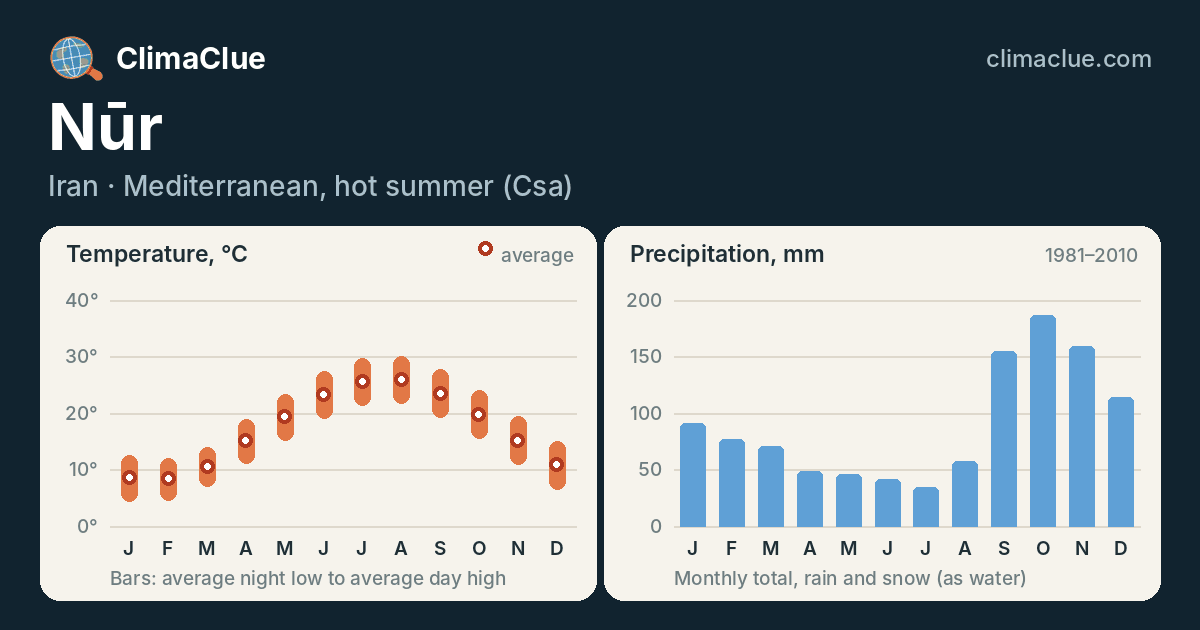 ClimaClue
climaclue.com
Nūr
Iran · Mediterranean, hot summer (Csa)
Temperature, °C
average
40°
30°
20°
10°
0°
J F M A M J J A S O N D
Bars: average night low to average day high
Precipitation, mm
1981–2010
200
150
100
50
0
J F M A M J J A S O N D
Monthly total, rain and snow (as water)